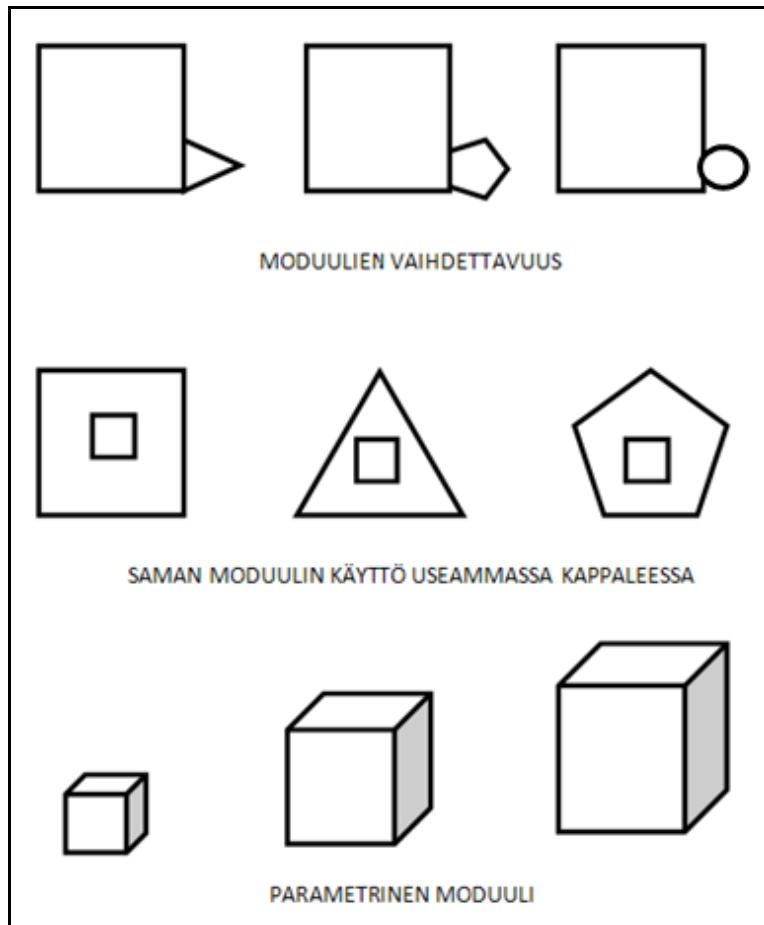 MODUULIEN VAIHDETTAVUUS
SAMAN MODUULIN KÄYTTÖ USEAMMASSA KAPPALEESSA
PARAMETRINEN MODUULI